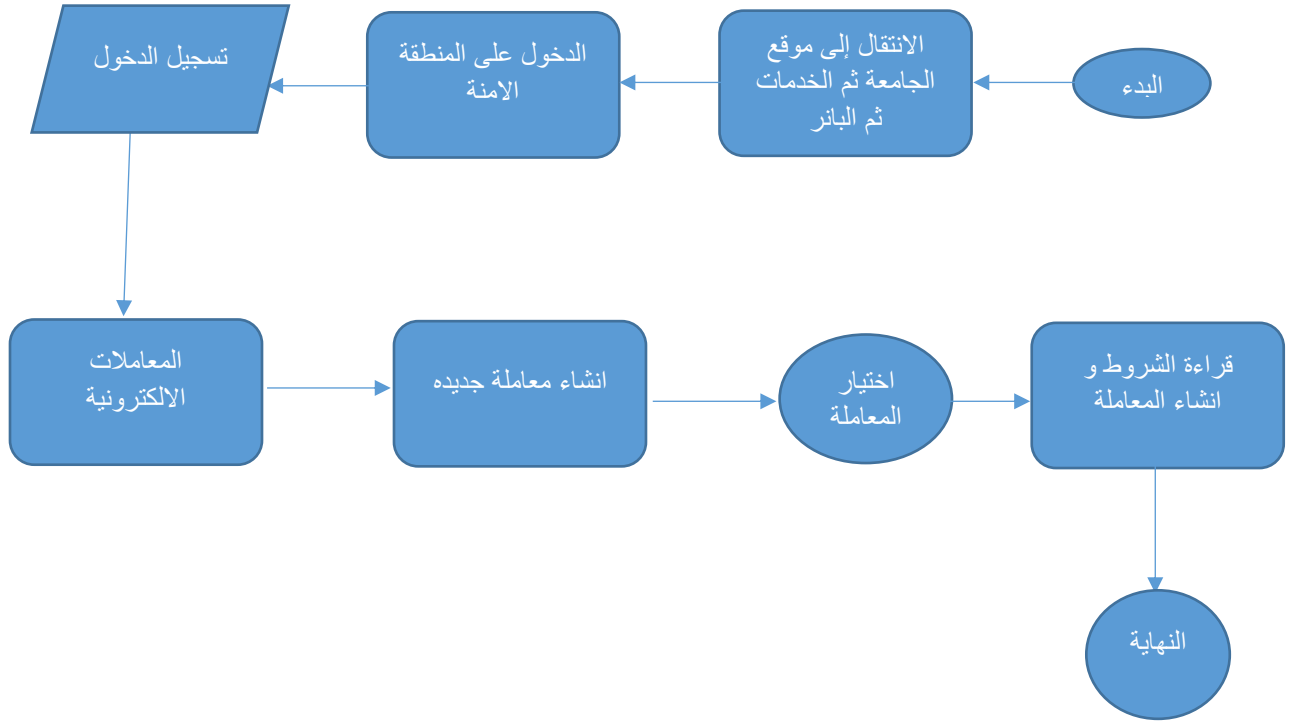 البدء
الانتقال إلى موقع
الجامعة ثم الخدمات
ثم البانر
الدخول على المنطقة
الامنة
تسجيل الدخول
المعاملات
الالكترونية
انشاء معاملة جديده
اختيار
المعاملة
قراءة الشروط و
انشاء المعاملة
النهاية